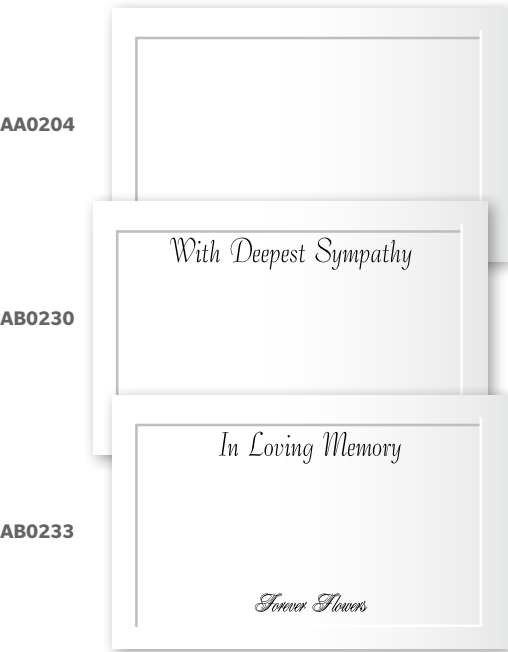 AA0204
With Deepest Sympathy
AB0230
In Loving Memory
AB0233
Forever Flowers